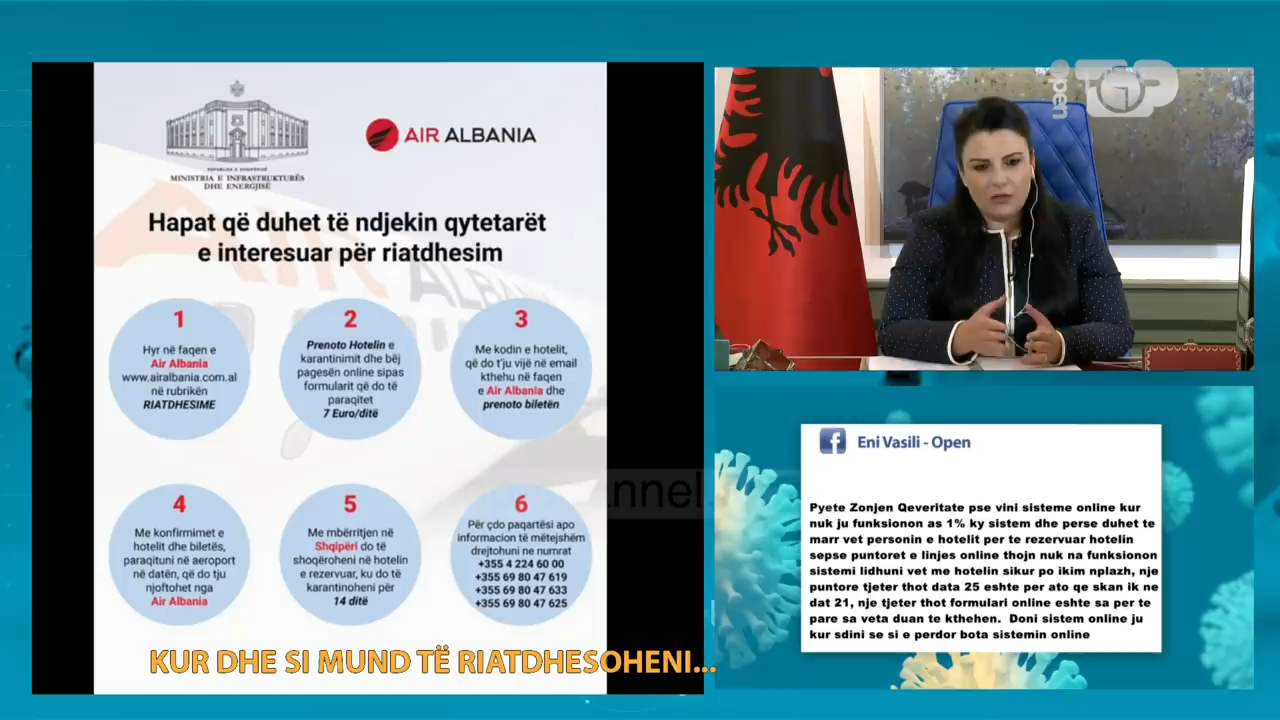 REPUBLIKA E SHQIPËRISË
MINISTRIA E INFRASTRUKTURËS
DHE ENERGJISË
AIR ALBANIA
Hapat që duhet të ndjekin qytetarët
e interesuar për riatdhesim
1
Hyr në faqen e
Air Albania
www.airalbania.com.al
në rubrikën
RIATDHESIME
2
Prenoto Hotelin e
karantinimit dhe bëj
pagesën online sipas
formularit që do të
paraqitet
7 Euro/ditë
3
Me kodin e hotelit,
që do t'ju vijë në email
kthehu në faqen
e Air Albania dhe
prenoto biletën
4
Me konfirmimet e
hotelit dhe biletës,
paraqituni në aeroport
në datën, që do tju
njoftohet nga
Air Albania
5
Me mbërritjen në
Shqipëri do të
shoqëroheni në hotelin
e rezervuar, ku do të
karantinoheni për
14 ditë
6
Për çdo paqartësi apo
informacion të mëtejshëm
drejtohuni ne numrat
+355 4 224 60 00
+355 69 80 47 619
+355 69 80 47 633
+355 69 80 47 625
KUR DHE SI MUND TË RIATDHESOHENI...
open
TOP
Eni Vasili - Open
Pyete Zonjen Qeveritate pse vini sisteme online kur
nuk ju funksionon as 1% ky sistem dhe perse duhet te
marr vet personin e hotelit per te rezervuar hotelin
sepse puntoret e linjes online thojn nuk na funksionon
sistemi lidhuni vet me hotelin sikur po ikim nplazh, nje
puntore tjeter thot data 25 eshte per ato qe skan ik ne
dat 21, nje tjeter thot formulari online eshte sa per te
pare sa veta duan te kthehen.  Doni sistem online ju
kur sdini se si e perdor bota sistemin online